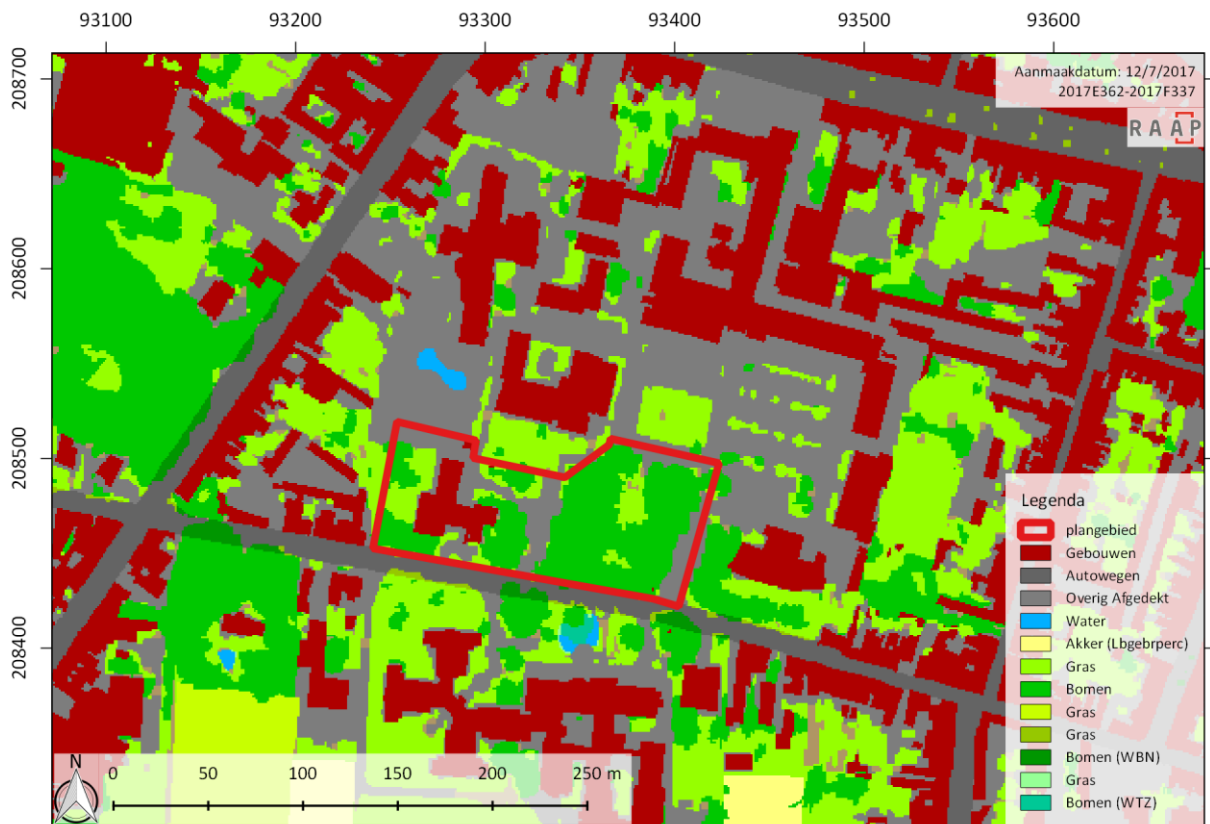 93100 93200 93300 93400 93500 93600
208700
208600
208500
208400
Aanmaakdatum: 12/7/2017
2017E362-2017F337
RAAP
Legenda
plangebied
Gebouwen
Autowegen
Overig Afgedekt
Water
Akker (Lbgebrperc)
Gras
Bomen
Gras
Gras
Bomen (WBN)
Gras
Bomen (WTZ)
N
0 50 100 150 200 250 m